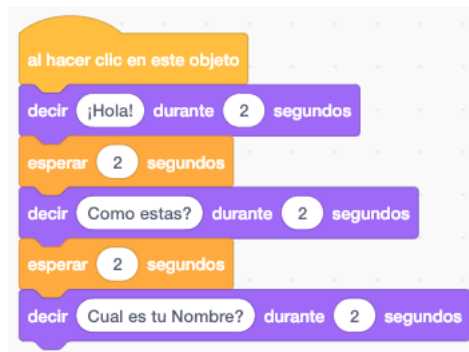 al hacer clic en este objeto
decir ¡Hola! durante 2 segundos
esperar 2 segundos
decir Como estas? durante 2 segundos
esperar 2 segundos
decir Cual es tu Nombre? durante 2 segundos